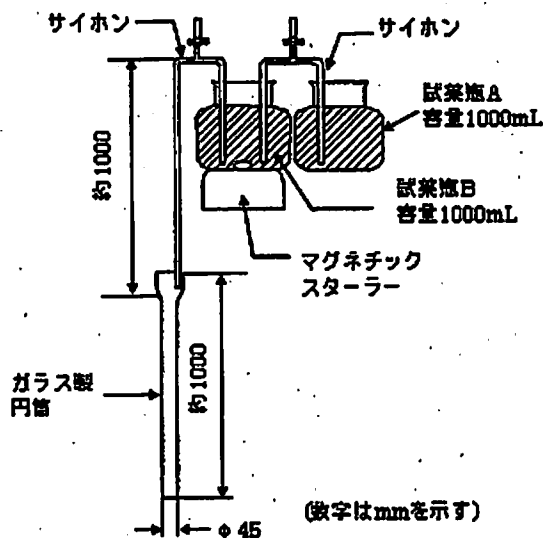 サイホン
サイホン
試薬瓶A
容量1000mL
試薬瓶B
容量1000mL
マグネチック
スターラー
約1000
約1000
ガラス製
円筒
φ45
(数字はmmを示す)